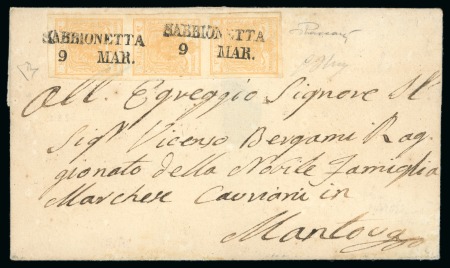 SABBIONETTA SABBIONETTA
9 MAR. 9 MAR.
All. Egreggio Signore Il
Sigr Vicenso Bergami Rag
gionato della Nobile Famiglia
Marchese Cavriani in
Mantova